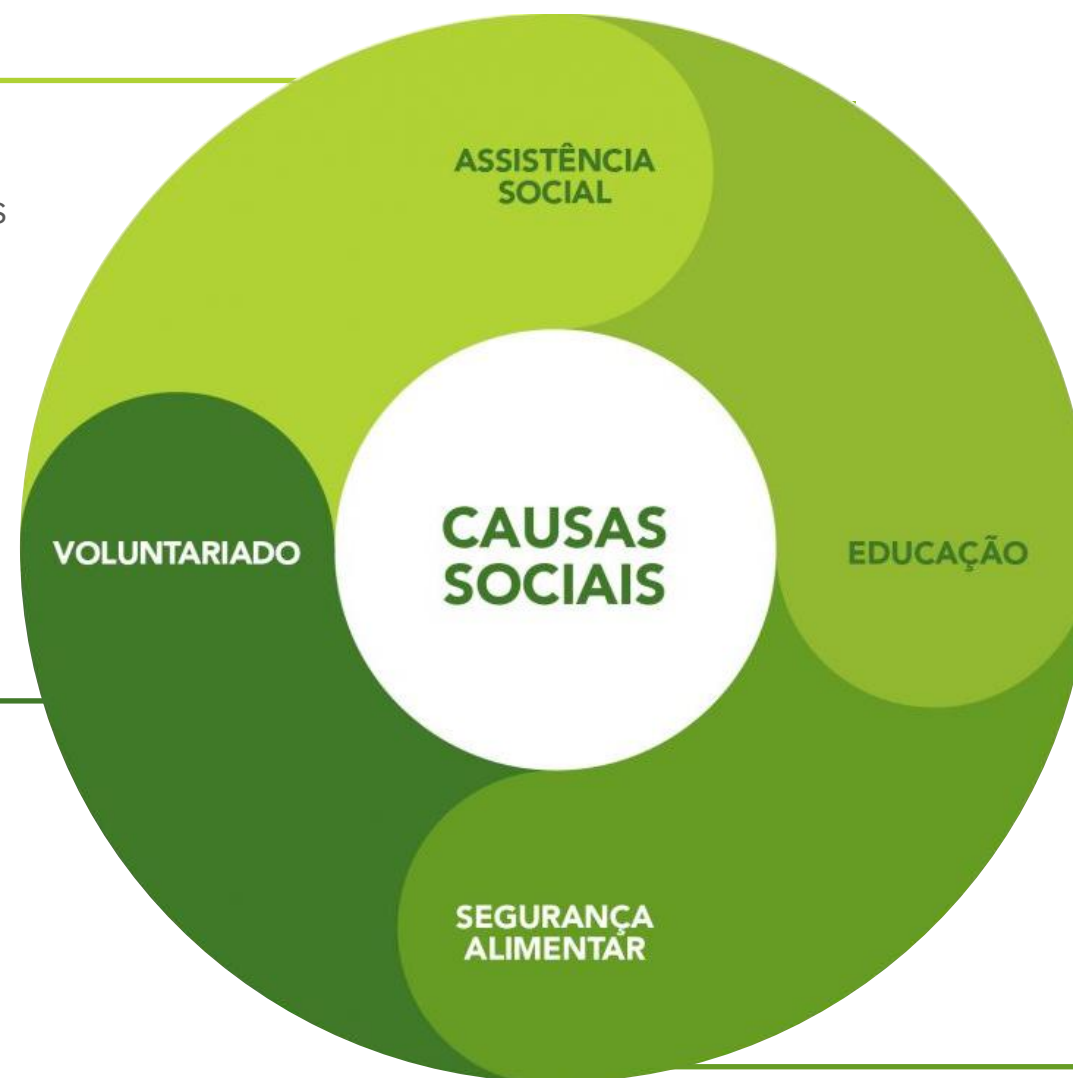 ASSISTÊNCIA
SOCIAL
S
CAUSAS
SOCIAIS
VOLUNTARIADO
EDUCAÇÃO
SEGURANÇA
ALIMENTAR